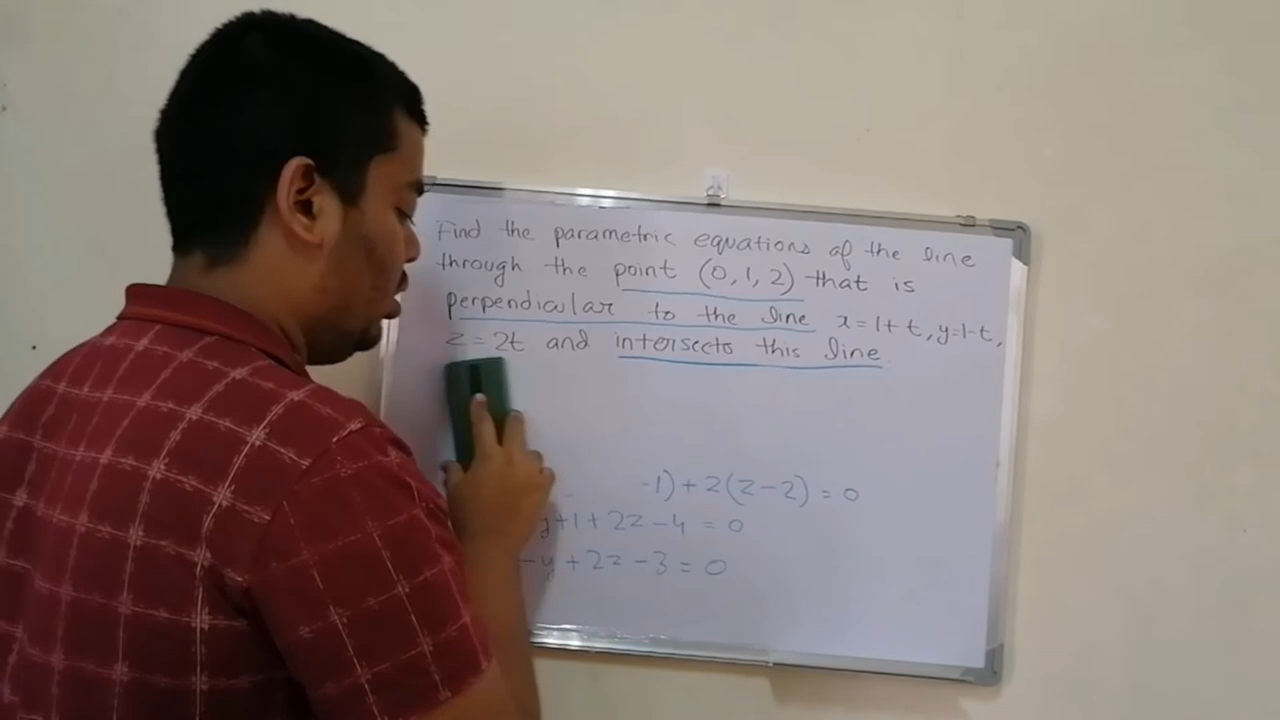 Find the parametric equations of the line
through the point (0, 1, 2) that is
perpendicular to the line x = 1 + t, y = 1 - t,
z = 2t and intersects this line.
-1) + 2(z - 2) = 0
y + 1 + 2z - 4 = 0
- y + 2z - 3 = 0